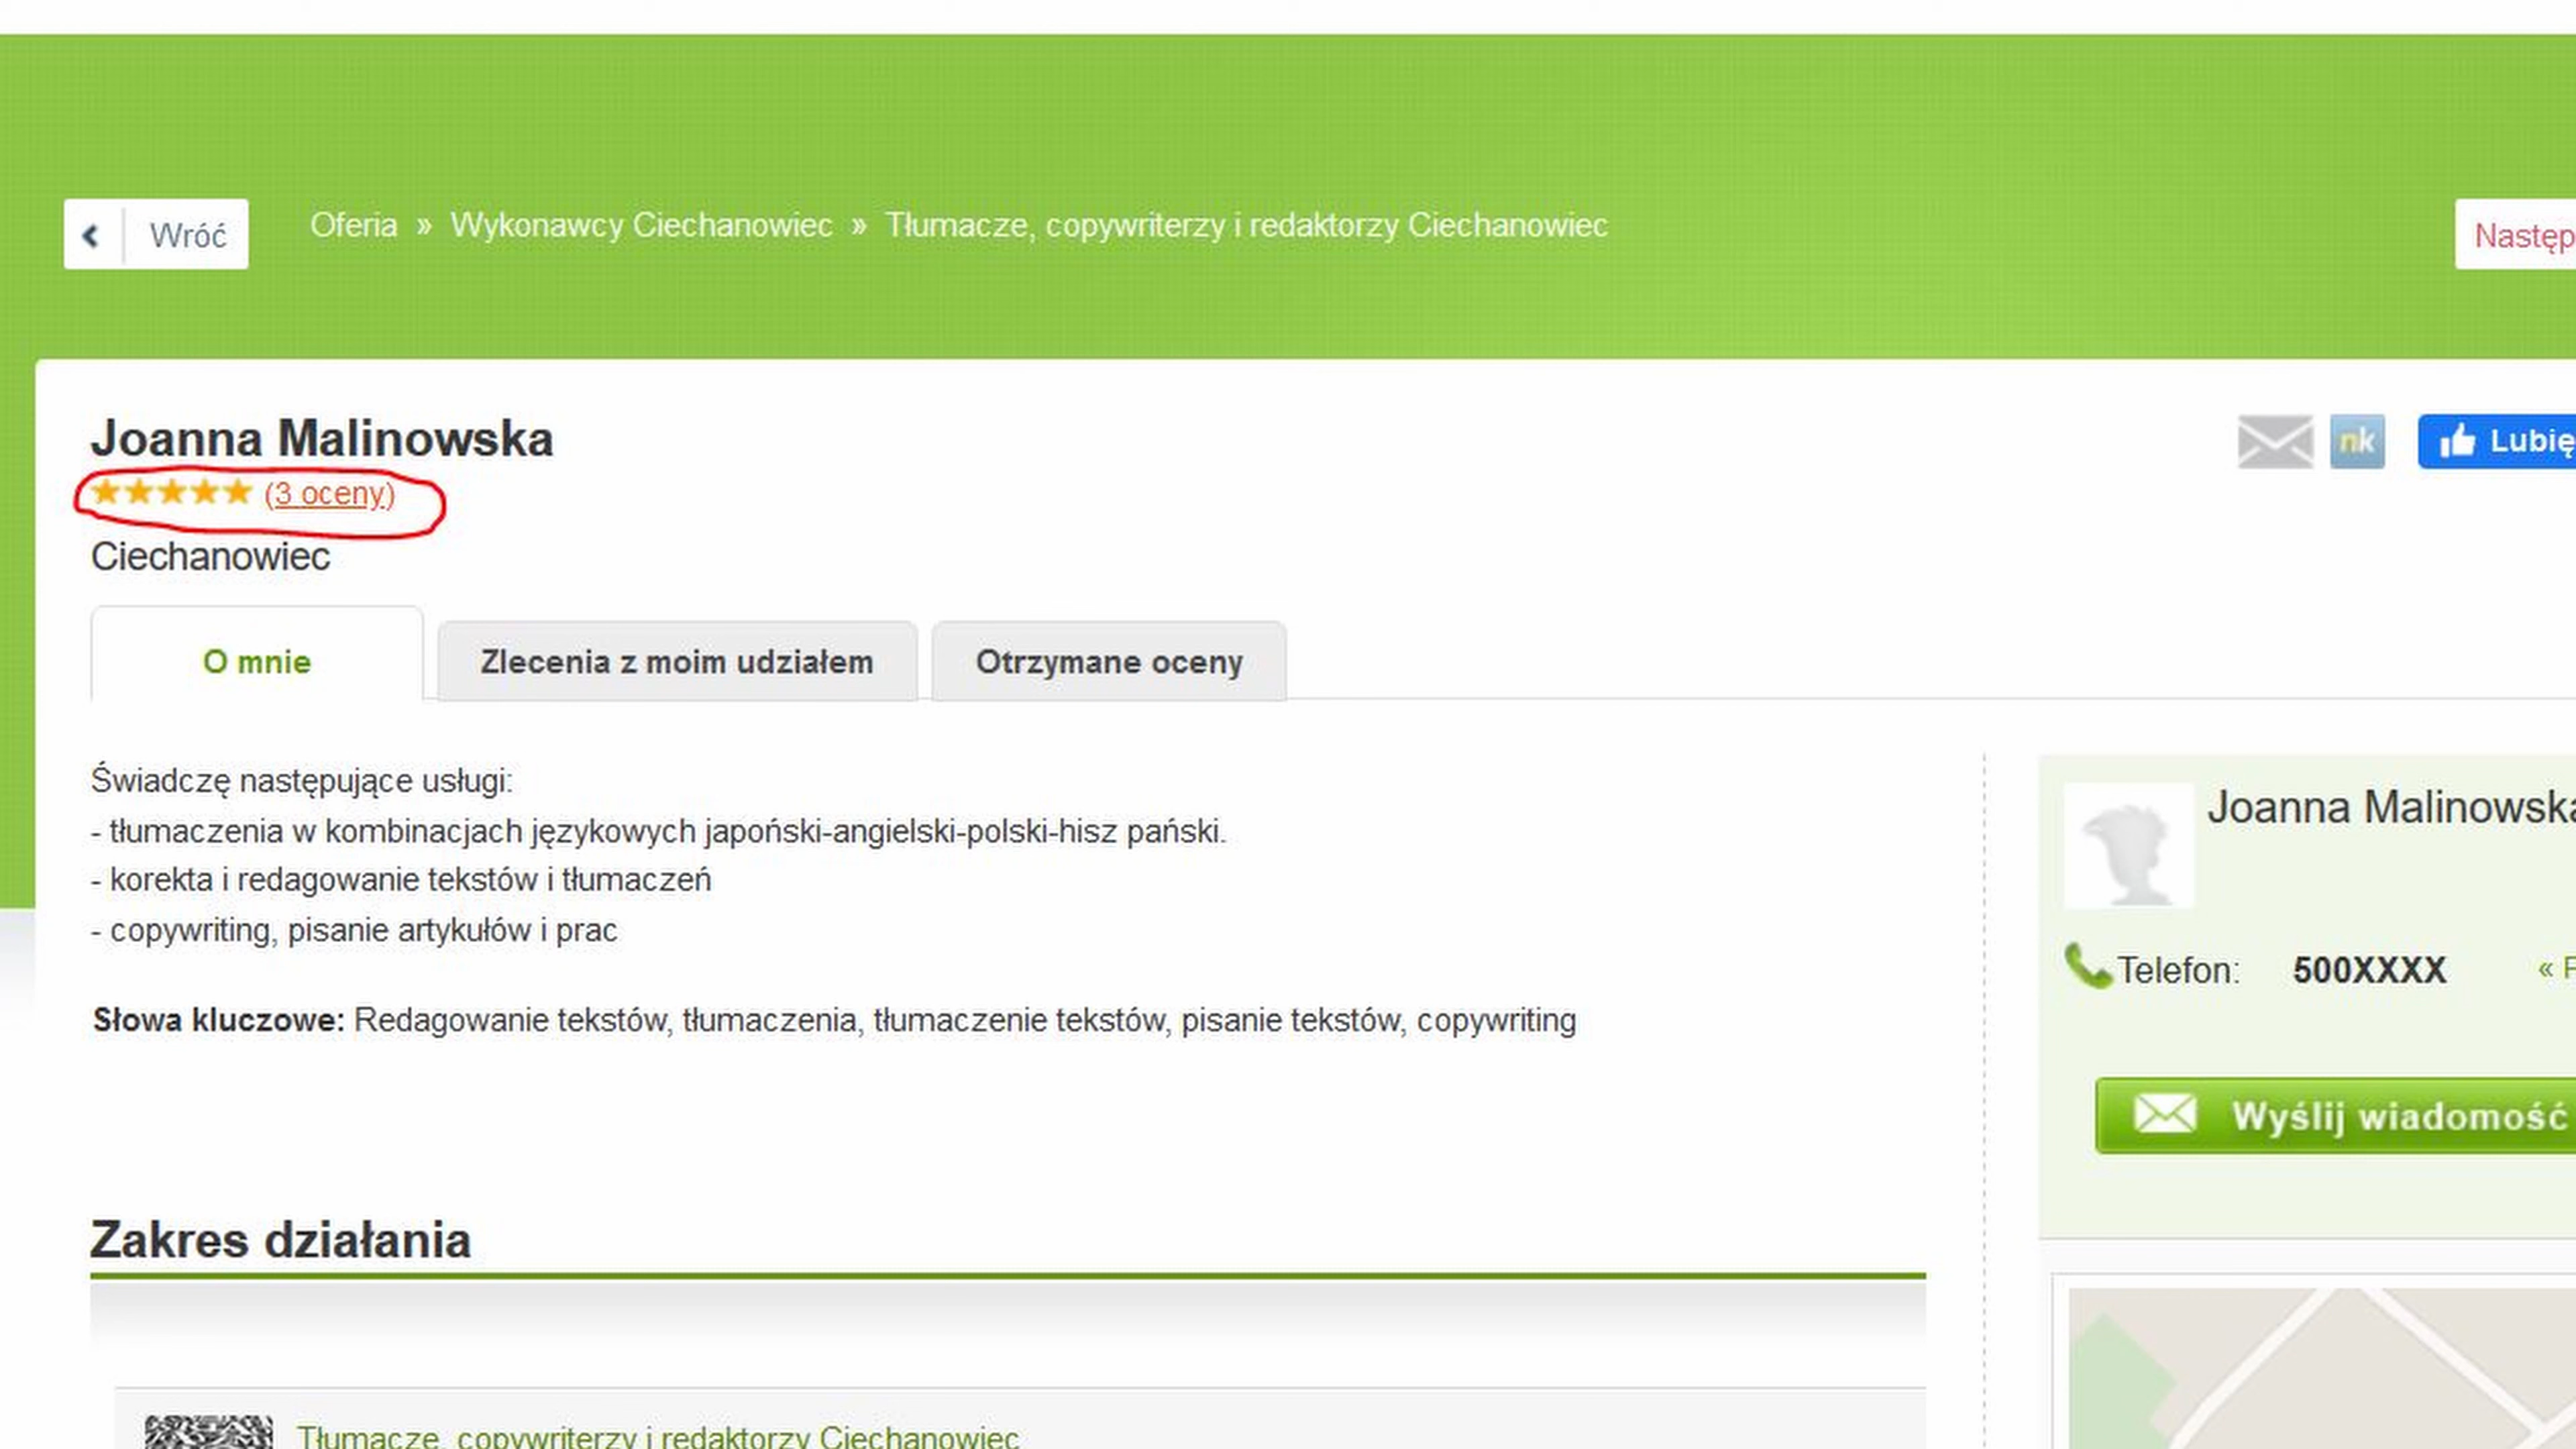 Wróć
Oferia » Wykonawcy Ciechanowiec » Tłumacze, copywriterzy i redaktorzy Ciechanowiec
Następ
Joanna Malinowska
(3 oceny)
nk
Lubię
Ciechanowiec
O mnie
Zlecenia z moim udziałem
Otrzymane oceny
Świadczę następujące usługi:
- tłumaczenia w kombinacjach językowych japoński-angielski-polski-hisz pański.
- korekta i redagowanie tekstów i tłumaczeń
- copywriting, pisanie artykułów i prac
Słowa kluczowe: Redagowanie tekstów, tłumaczenia, tłumaczenie tekstów, pisanie tekstów, copywriting
Joanna Malinowska
Telefon: 500XXXX «
Wyślij wiadomość
Zakres działania
Tłumacze, copywriterzy i redaktorzy Ciechanowiec